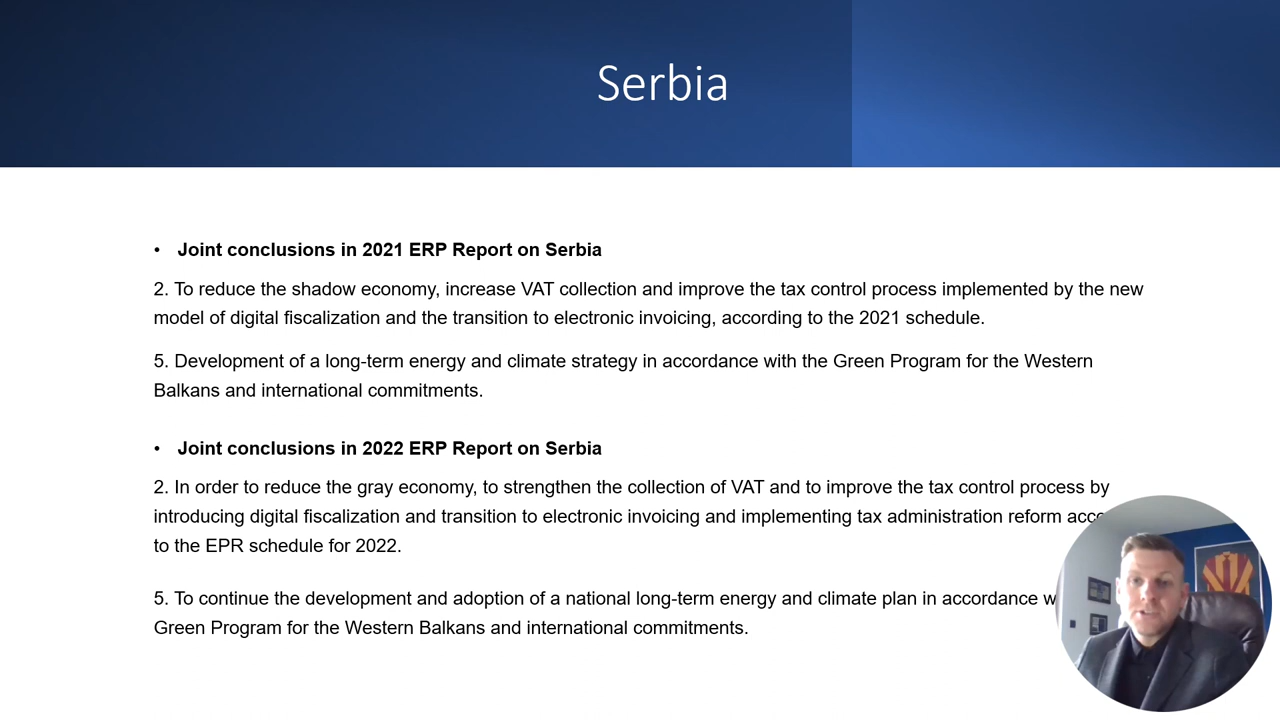 Serbia
• Joint conclusions in 2021 ERP Report on Serbia
2. To reduce the shadow economy, increase VAT collection and improve the tax control process implemented by the new
model of digital fiscalization and the transition to electronic invoicing, according to the 2021 schedule.
5. Development of a long-term energy and climate strategy in accordance with the Green Program for the Western
Balkans and international commitments.
• Joint conclusions in 2022 ERP Report on Serbia
2. In order to reduce the gray economy, to strengthen the collection of VAT and to improve the tax control process by
introducing digital fiscalization and transition to electronic invoicing and implementing tax administration reform
to the EPR schedule for 2022.
5. To continue the development and adoption of a national long-term energy and climate plan in accordance
Green Program for the Western Balkans and international commitments.